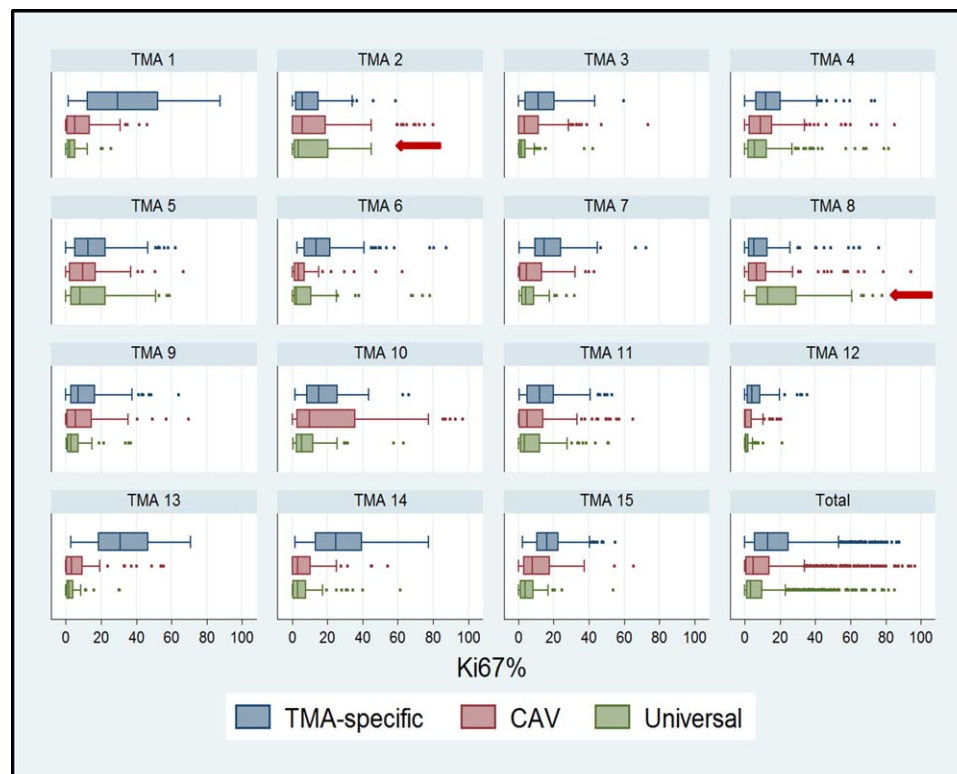 TMA 1 TMA 2 TMA 3 TMA 4
TMA 5 TMA 6 TMA 7 TMA 8
TMA 9 TMA 10 TMA 11 TMA 12
TMA 13 TMA 14 TMA 15 Total
0 20 40 60 80 100 0 20 40 60 80 100 0 20 40 60 80 100 0 20 40 60 80 100
Ki67%
TMA-specific CAV Universal